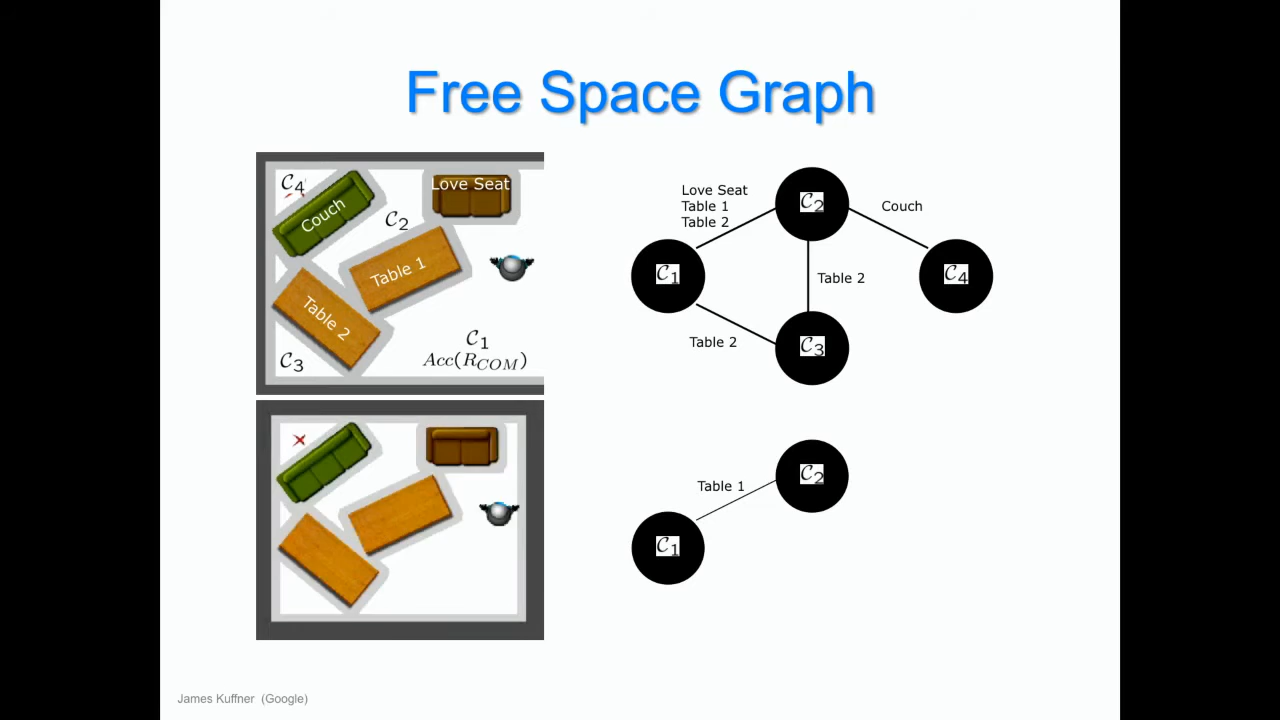 Free Space Graph
C4
Couch
C2
Love Seat
Table 1
Table 2
C1
Acc(R_COM)
C3
Love Seat
Table 1
Table 2
C2
Couch
C1
Table 2
C4
Table 2
C3
Table 1
C2
C1
James Kuffner (Google)